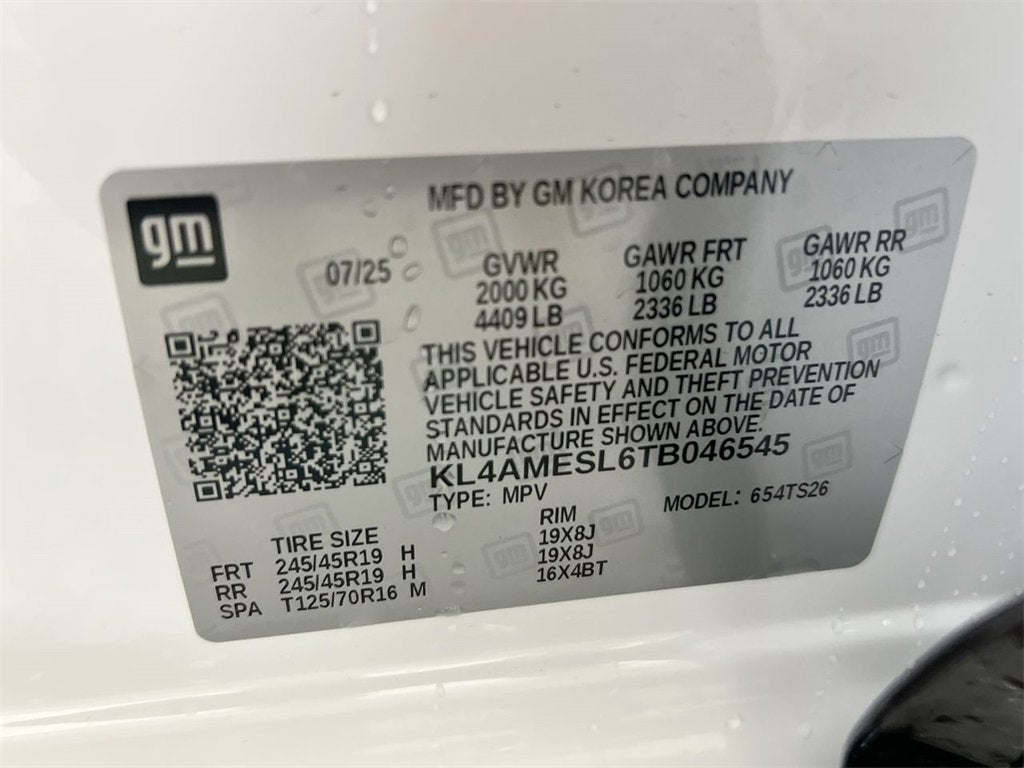 gm
MFD BY GM KOREA COMPANY
07/25
GVWR GAWR FRT GAWR RR
2000 KG 1060 KG 1060 KG
4409 LB 2336 LB 2336 LB
THIS VEHICLE CONFORMS TO ALL
APPLICABLE U.S. FEDERAL MOTOR
VEHICLE SAFETY AND THEFT PREVENTION
STANDARDS IN EFFECT ON THE DATE OF
MANUFACTURE SHOWN ABOVE.
KL4AMESL6TB046545
TYPE: MPV MODEL: 654TS26
TIRE SIZE RIM
FRT 245/45R19 H 19X8J
RR 245/45R19 H 19X8J
SPA T125/70R16 M 16X4BT